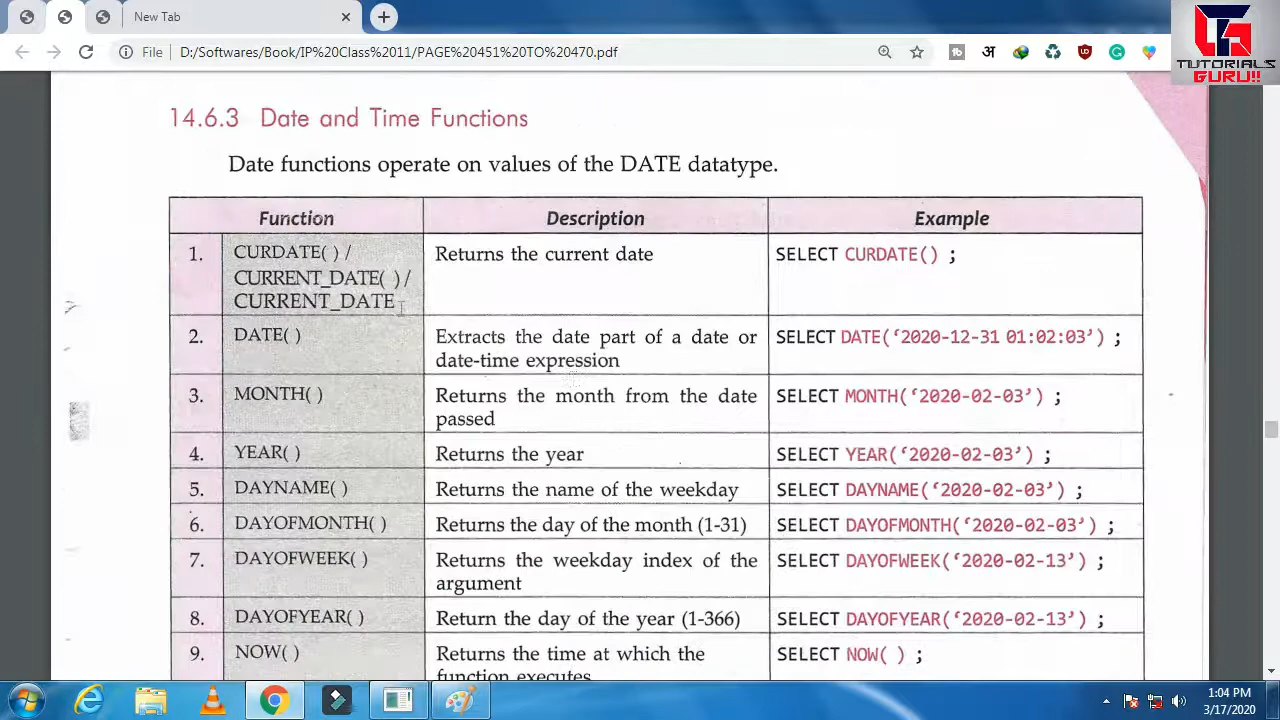 New Tab
File
D:/Softwares/Book/IP%20Class%2011/PAGE%20351%20TO%20470.pdf
TUTORIALS
GURU!!
14.6.3 Date and Time Functions
Date functions operate on values of the DATE datatype.
Function Description Example
1. CURDATE( ) / CURRENT_DATE( ) / CURRENT_DATE Returns the current date SELECT CURDATE() ;
2. DATE( ) Extracts the date part of a date or date-time expression SELECT DATE(‘2020-12-31 01:02:03’) ;
3. MONTH( ) Returns the month from the date passed SELECT MONTH(‘2020-02-03’) ;
4. YEAR( ) Returns the year SELECT YEAR(‘2020-02-03’) ;
5. DAYNAME( ) Returns the name of the weekday SELECT DAYNAME(‘2020-02-03’) ;
6. DAYOFMONTH( ) Returns the day of the month (1-31) SELECT DAYOFMONTH(‘2020-02-03’) ;
7. DAYOFWEEK( ) Returns the weekday index of the argument SELECT DAYOFWEEK(‘2020-02-13’) ;
8. DAYOFYEAR( ) Return the day of the year (1-366) SELECT DAYOFYEAR(‘2020-02-13’) ;
9. NOW( ) Returns the time at which the function executes SELECT NOW( ) ;
1:04 PM
3/17/2020